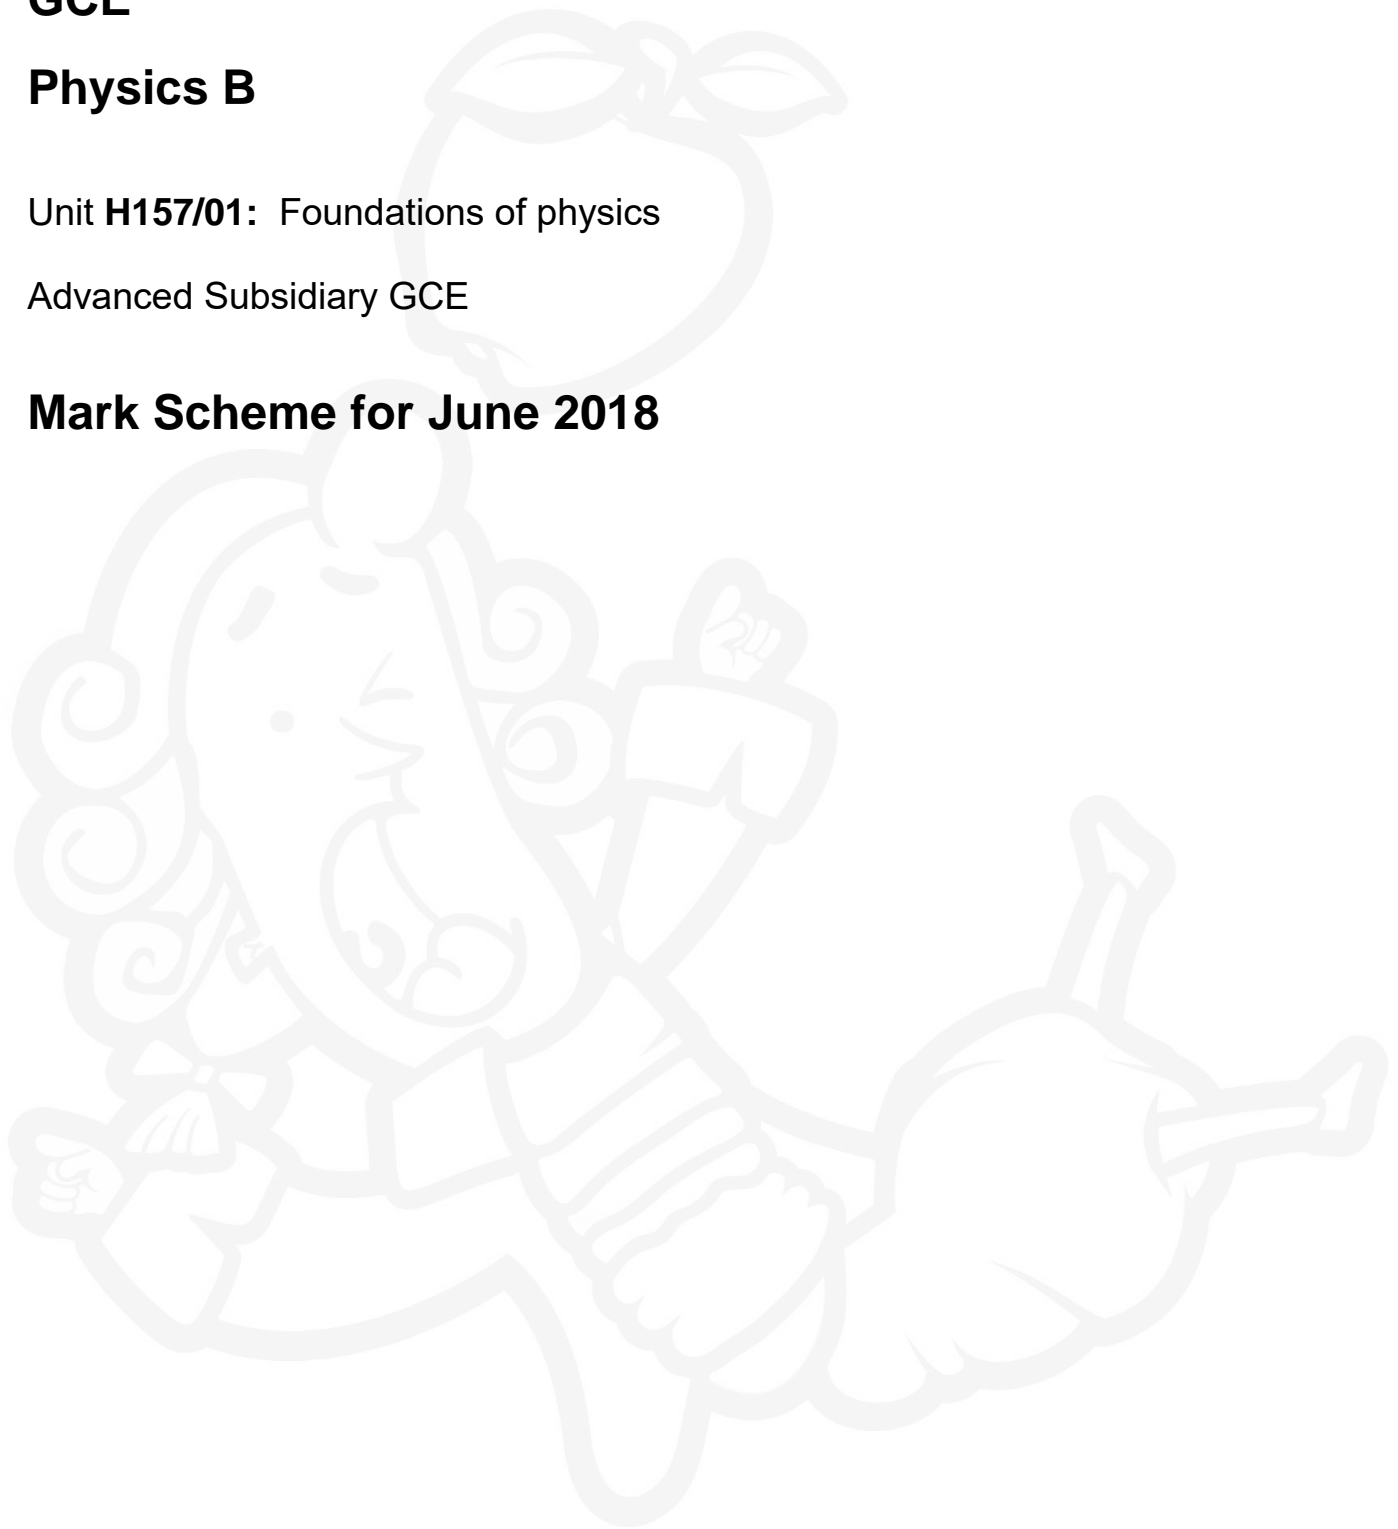 GCE
Physics B
Unit H157/01: Foundations of physics
Advanced Subsidiary GCE
Mark Scheme for June 2018